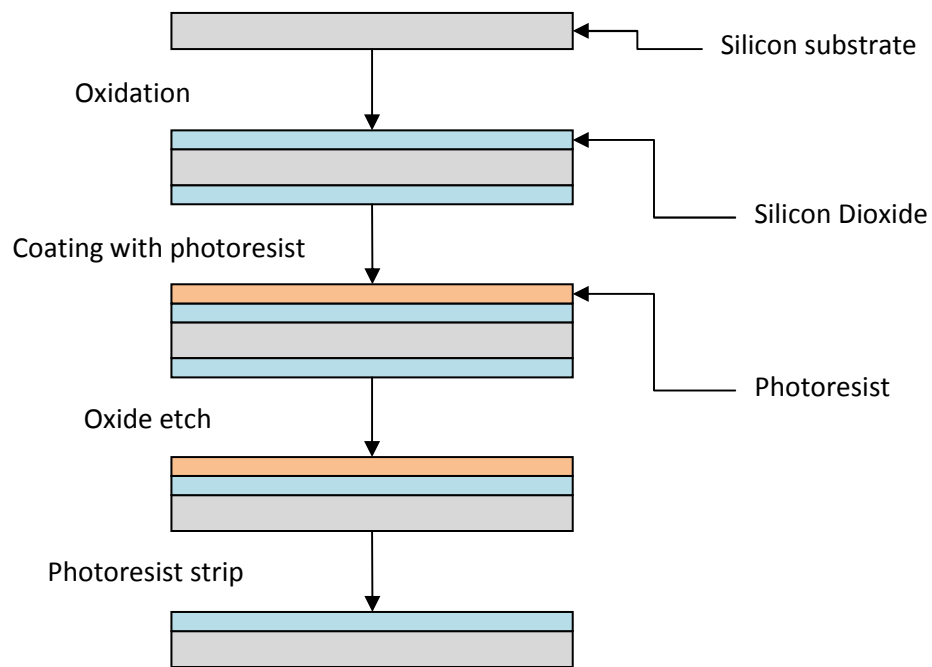 Silicon substrate
Oxidation
Silicon Dioxide
Coating with photoresist
Photoresist
Oxide etch
Photoresist strip